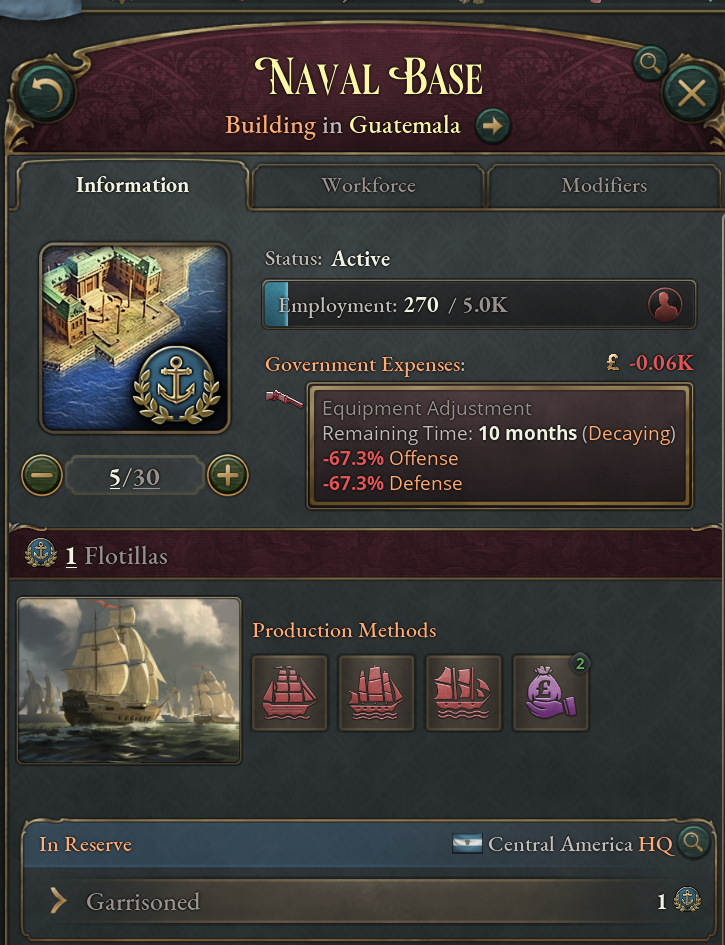 Naval Base
Building in Guatemala
Information
Workforce
Modifiers
Status: Active
Employment: 270 / 5.0K
Government Expenses:
£ -0.06K
Equipment Adjustment
Remaining Time: 10 months (Decaying)
-67.3% Offense
-67.3% Defense
5/30
1 Flotillas
Production Methods
2
£
In Reserve
Central America HQ
Garrisoned
1